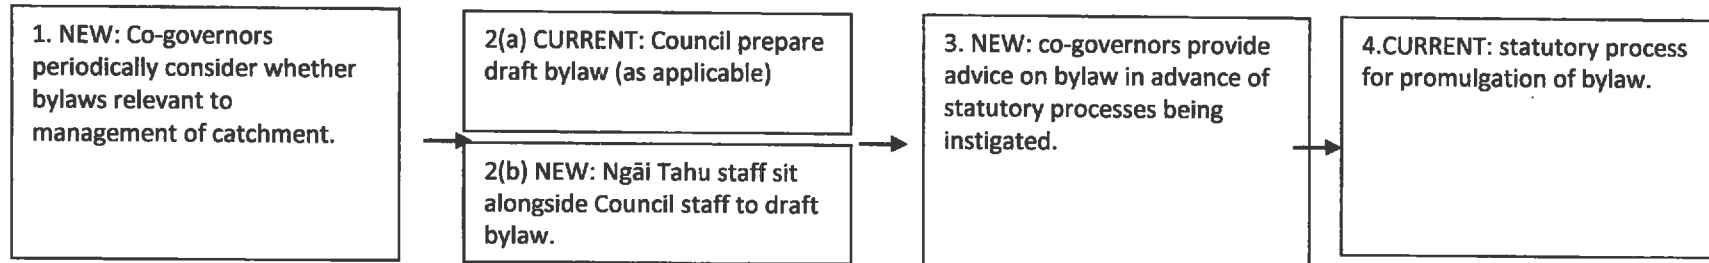 1. NEW: Co-governors
periodically consider whether
bylaws relevant to
management of catchment.
2(a) CURRENT: Council prepare
draft bylaw (as applicable)
2(b) NEW: Ngāi Tahu staff sit
alongside Council staff to draft
bylaw.
3. NEW: co-governors provide
advice on bylaw in advance of
statutory processes being
instigated.
4.CURRENT: statutory process
for promulgation of bylaw.